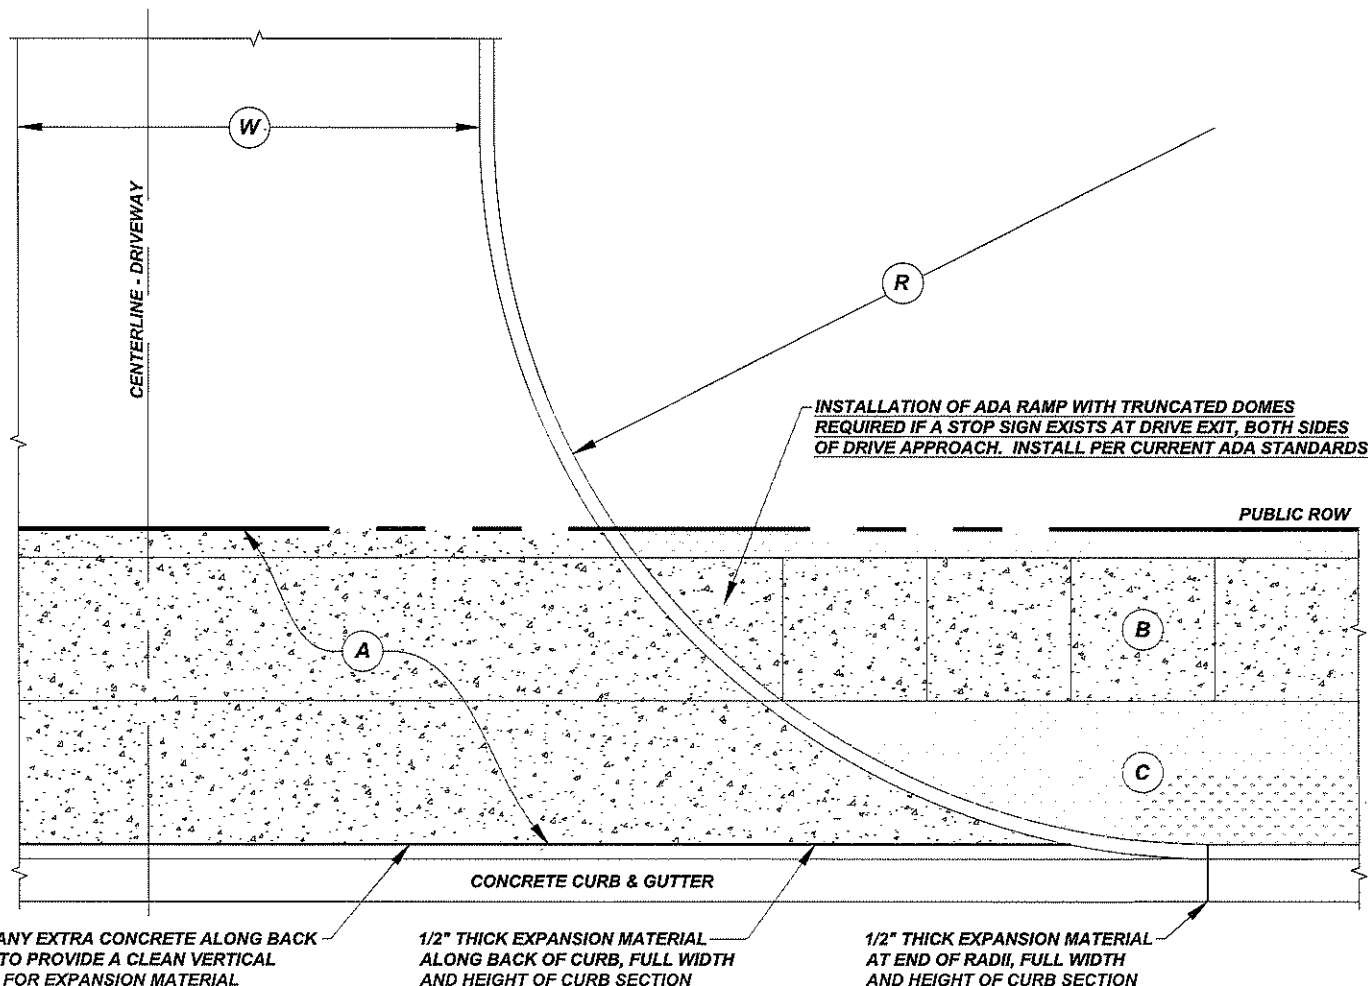 W
CENTERLINE - DRIVEWAY
R
INSTALLATION OF ADA RAMP WITH TRUNCATED DOMES
REQUIRED IF A STOP SIGN EXISTS AT DRIVE EXIT, BOTH SIDES
OF DRIVE APPROACH. INSTALL PER CURRENT ADA STANDARDS
PUBLIC ROW
A
B
C
CONCRETE CURB & GUTTER
ANY EXTRA CONCRETE ALONG BACK
TO PROVIDE A CLEAN VERTICAL
FOR EXPANSION MATERIAL
1/2" THICK EXPANSION MATERIAL
ALONG BACK OF CURB, FULL WIDTH
AND HEIGHT OF CURB SECTION
1/2" THICK EXPANSION MATERIAL
AT END OF RADII, FULL WIDTH
AND HEIGHT OF CURB SECTION